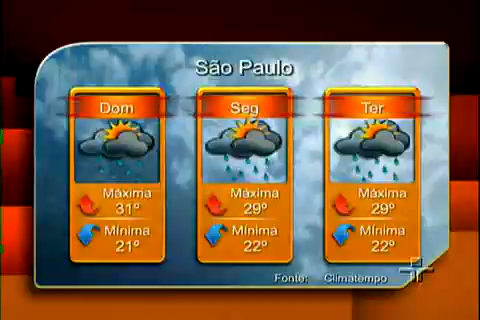 São Paulo
Dom
Seg
Ter
Máxima
31º
Mínima
21º
Máxima
29º
Mínima
22º
Máxima
29º
Mínima
22º
Fonte: Climatempo